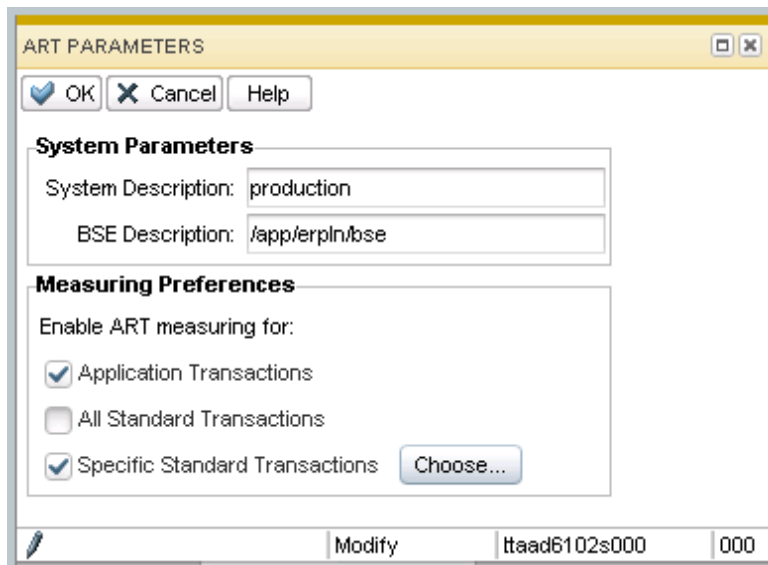 ART PARAMETERS
OK Cancel Help
System Parameters
System Description: production
BSE Description: /app/erpln/bse
Measuring Preferences
Enable ART measuring for:
Application Transactions
All Standard Transactions
Specific Standard Transactions Choose...
Modify ttaad6102s000 000